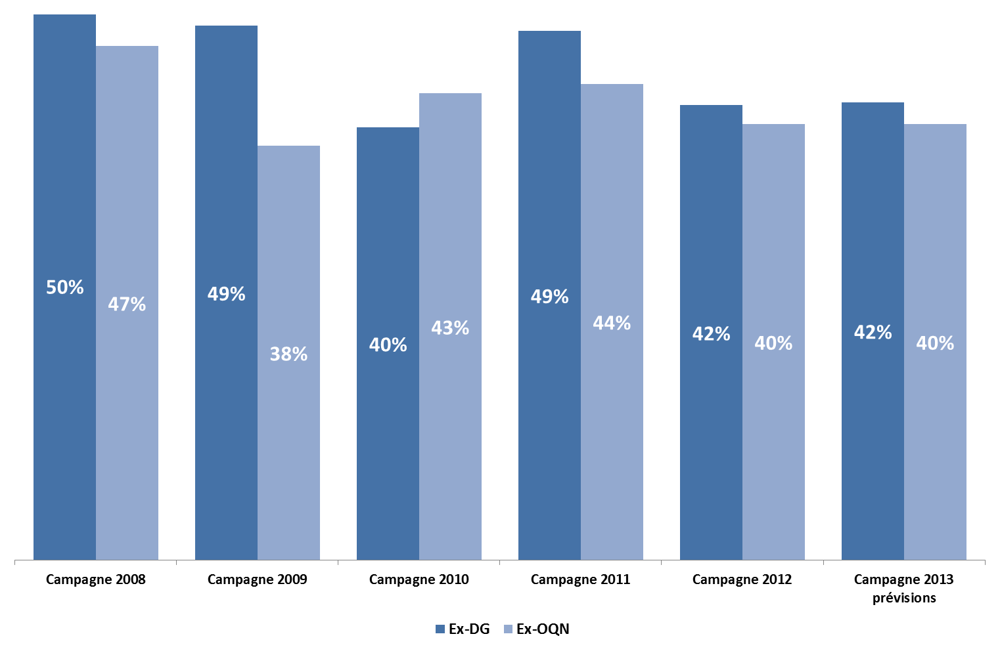 50%
47%
49%
38%
40%
43%
49%
44%
42%
40%
42%
40%
Campagne 2008
Campagne 2009
Campagne 2010
Campagne 2011
Campagne 2012
Campagne 2013
prévisions
Ex-DG
Ex-OQN